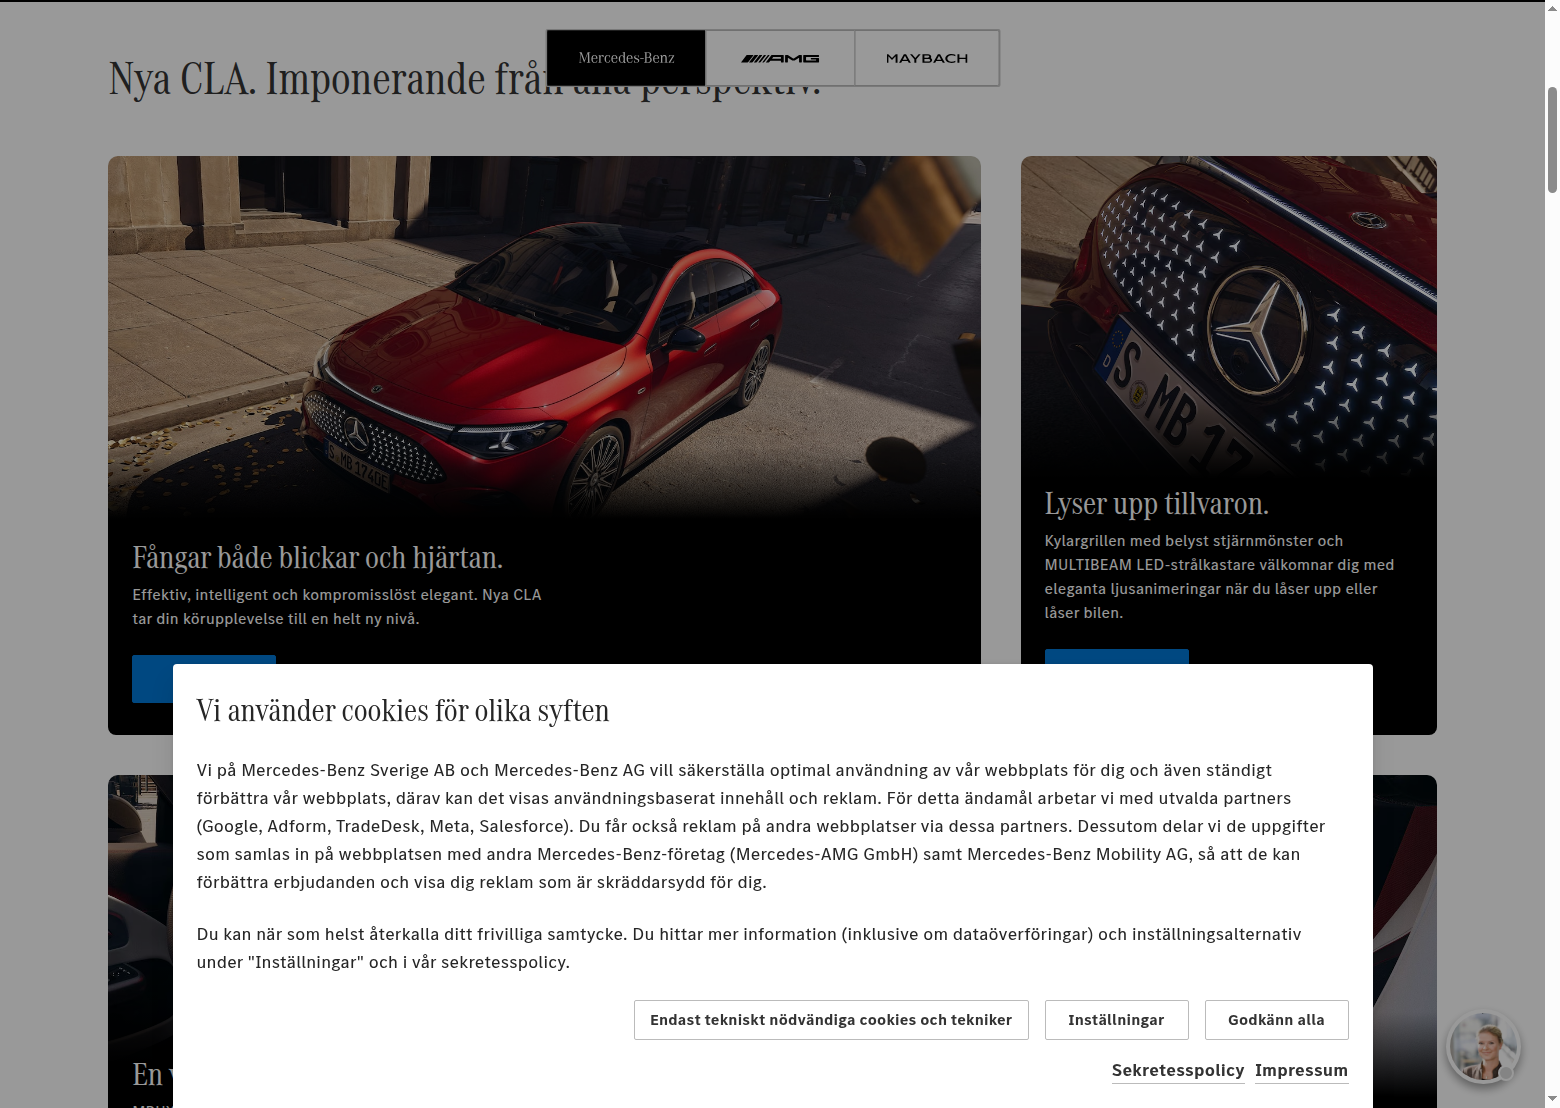 Mercedes-Benz
AMG
MAYBACH
Nya CLA. Imponerande från alla perspektiv.
S MB 1740E
S MB 17
Fångar både blickar och hjärtan.
Effektiv, intelligent och kompromisslöst elegant. Nya CLA
tar din körupplevelse till en helt ny nivå.
Lyser upp tillvaron.
Kylargrillen med belyst stjärnmönster och
MULTIBEAM LED-strålkastare välkomnar dig med
eleganta ljusanimeringar när du låser upp eller
låser bilen.
Vi använder cookies för olika syften
Vi på Mercedes-Benz Sverige AB och Mercedes-Benz AG vill säkerställa optimal användning av vår webbplats för dig och även ständigt
förbättra vår webbplats, därav kan det visas användningsbaserat innehåll och reklam. För detta ändamål arbetar vi med utvalda partners
(Google, Adform, TradeDesk, Meta, Salesforce). Du får också reklam på andra webbplatser via dessa partners. Dessutom delar vi de uppgifter
som samlas in på webbplatsen med andra Mercedes-Benz-företag (Mercedes-AMG GmbH) samt Mercedes-Benz Mobility AG, så att de kan
förbättra erbjudanden och visa dig reklam som är skräddarsydd för dig.
Du kan när som helst återkalla ditt frivilliga samtycke. Du hittar mer information (inklusive om dataöverföringar) och inställningsalternativ
under "Inställningar" och i vår sekretesspolicy.
Endast tekniskt nödvändiga cookies och tekniker
Inställningar
Godkänn alla
Sekretesspolicy
Impressum
En